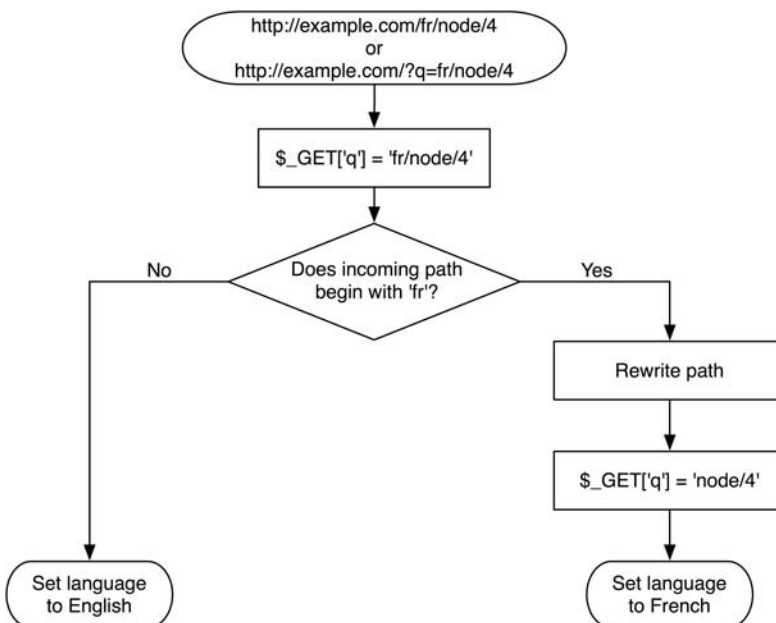 http://example.com/fr/node/4
or
http://example.com/?q=fr/node/4
$_GET['q'] = 'fr/node/4'
Does incoming path
begin with 'fr'?
No
Yes
Rewrite path
$_GET['q'] = 'node/4'
Set language
to English
Set language
to French